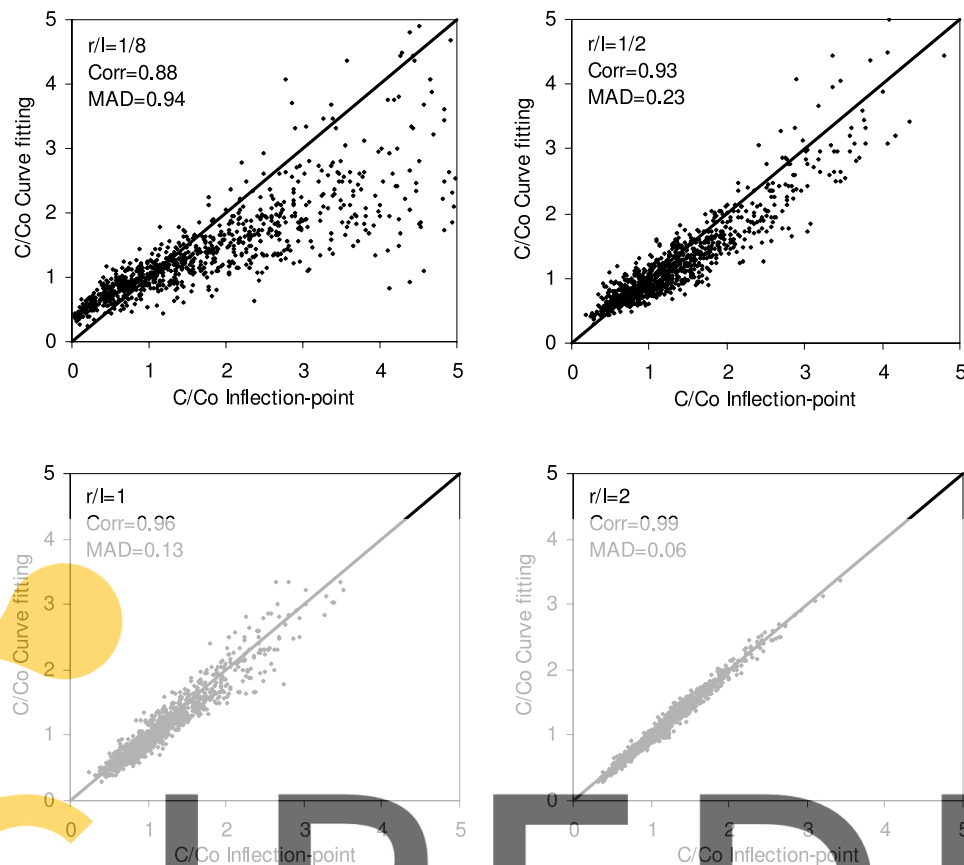 5
4
3
2
1
0
r/l=1/8
Corr=0.88
MAD=0.94
C/Co Curve fitting
0 1 2 3 4 5
C/Co Inflection-point
5
4
3
2
1
0
r/l=1/2
Corr=0.93
MAD=0.23
C/Co Curve fitting
0 1 2 3 4 5
C/Co Inflection-point
5
4
3
2
1
0
r/l=1
Corr=0.96
MAD=0.13
C/Co Curve fitting
0 1 2 3 4 5
C/Co Inflection-point
5
4
3
2
1
0
r/l=2
Corr=0.99
MAD=0.06
C/Co Curve fitting
0 1 2 3 4 5
C/Co Inflection-point